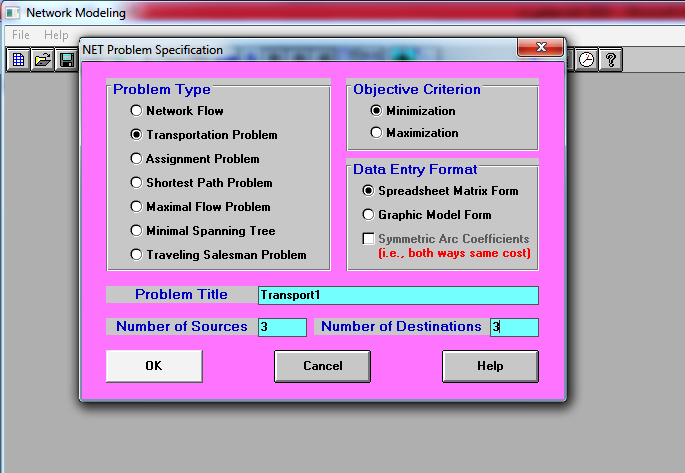 Network Modeling
File Help
NET Problem Specification
Problem Type
Network Flow
Transportation Problem
Assignment Problem
Shortest Path Problem
Maximal Flow Problem
Minimal Spanning Tree
Traveling Salesman Problem
Objective Criterion
Minimization
Maximization
Data Entry Format
Spreadsheet Matrix Form
Graphic Model Form
Symmetric Arc Coefficients
(i.e., both ways same cost)
Problem Title Transport1
Number of Sources 3 Number of Destinations 3
OK Cancel Help